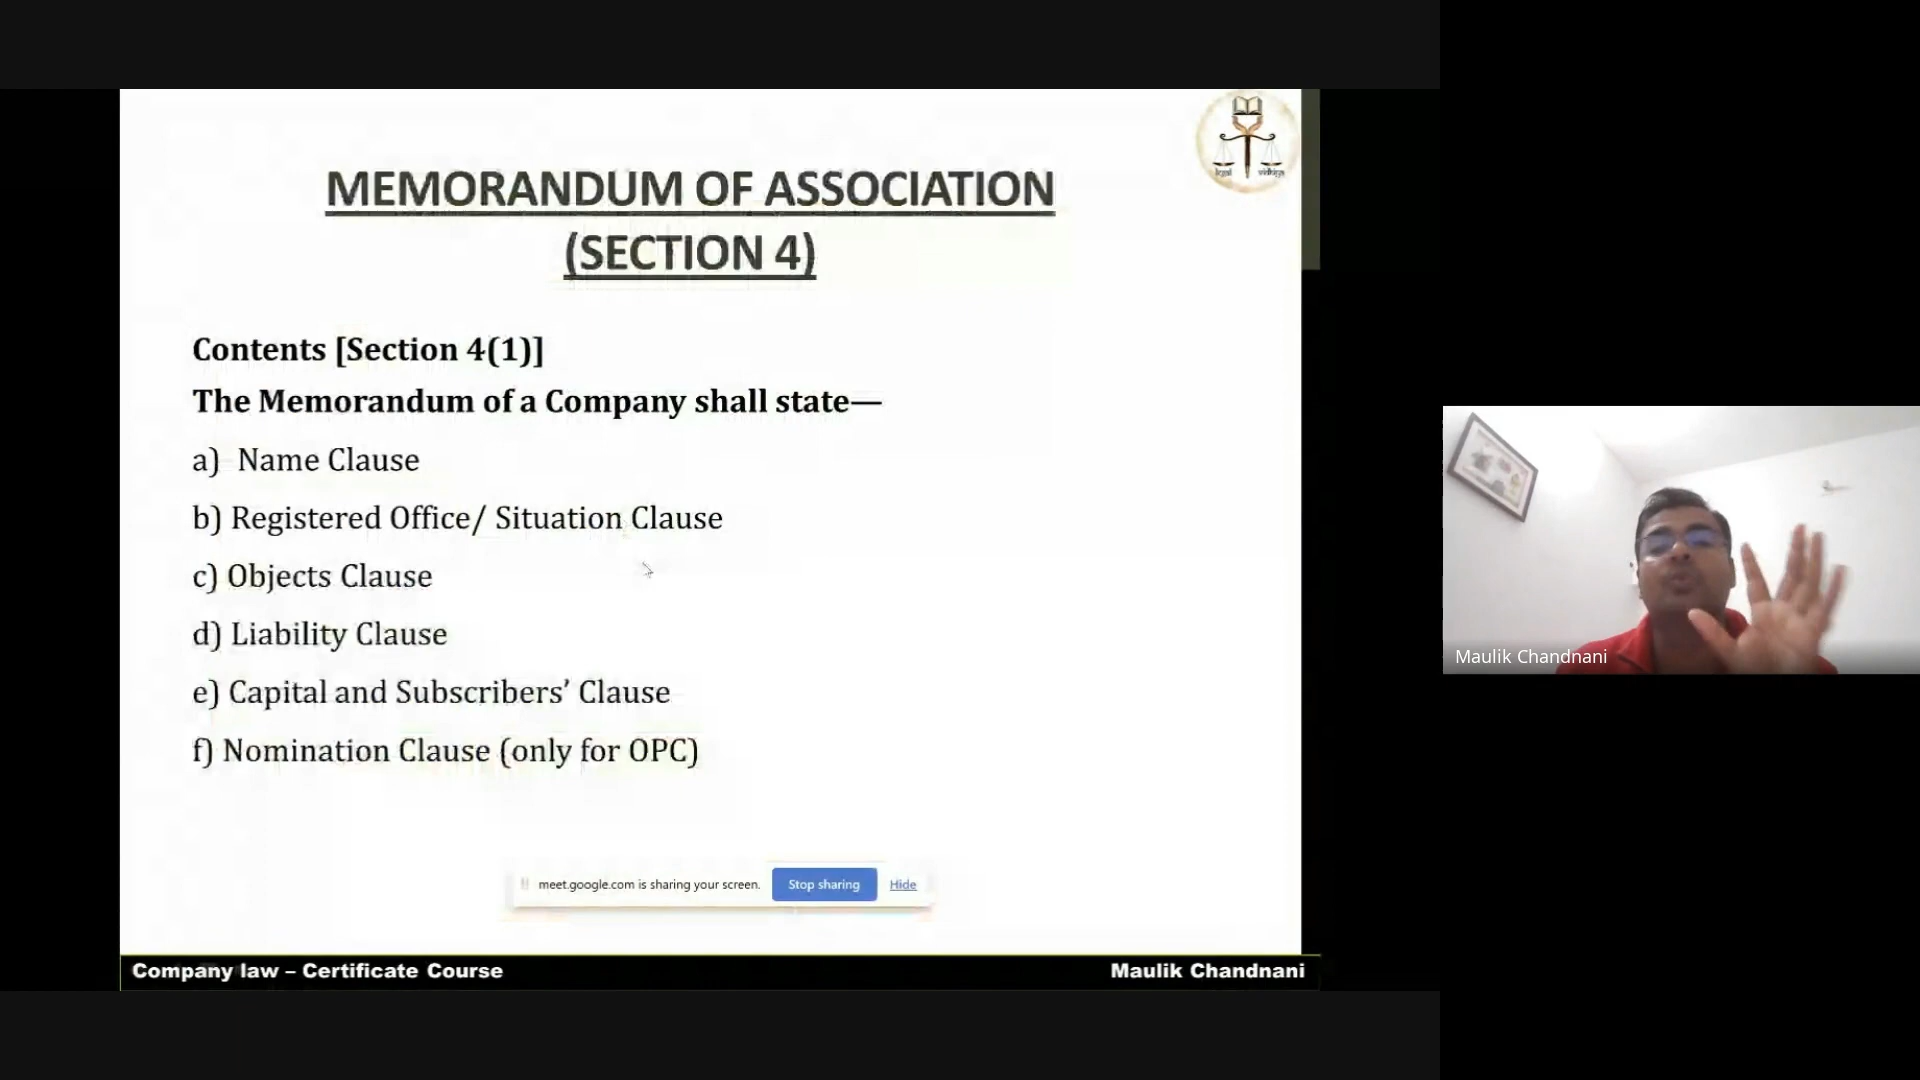 legal vidhiya
MEMORANDUM OF ASSOCIATION
(SECTION 4)
Contents [Section 4(1)]
The Memorandum of a Company shall state—
a) Name Clause
b) Registered Office/ Situation Clause
c) Objects Clause
d) Liability Clause
e) Capital and Subscribers’ Clause
f) Nomination Clause (only for OPC)
meet.google.com is sharing your screen. Stop sharing Hide
Company law – Certificate Course Maulik Chandnani
Maulik Chandnani